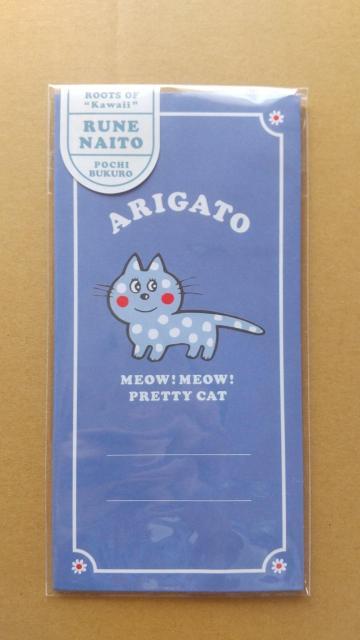 ROOTS OF
"Kawaii"
RUNE
NAITO
POCHI
BUKURO
ARIGATO
MEOW! MEOW!
PRETTY CAT